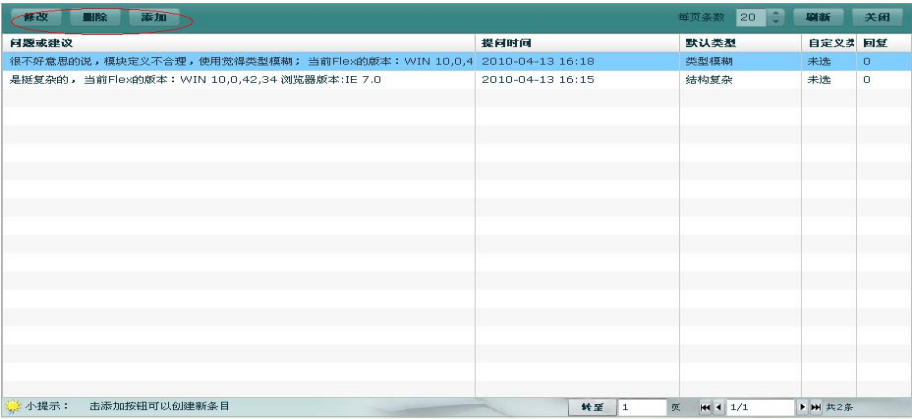 修改 删除 添加 每页条数 20 刷新 关闭
问题或建议 提问时间 默认类型 自定义类 回复
很不好意思的说，模块定义不合理，使用觉得类型模糊； 当前Flex的版本：WIN 10,0,4 2010-04-13 16:18 类型模糊 未选 0
是挺复杂的， 当前Flex的版本：WIN 10,0,42,34 浏览器版本:IE 7.0 2010-04-13 16:15 结构复杂 未选 0
小提示： 击添加按钮可以创建新条目 转至 1 页 1/1 共2条